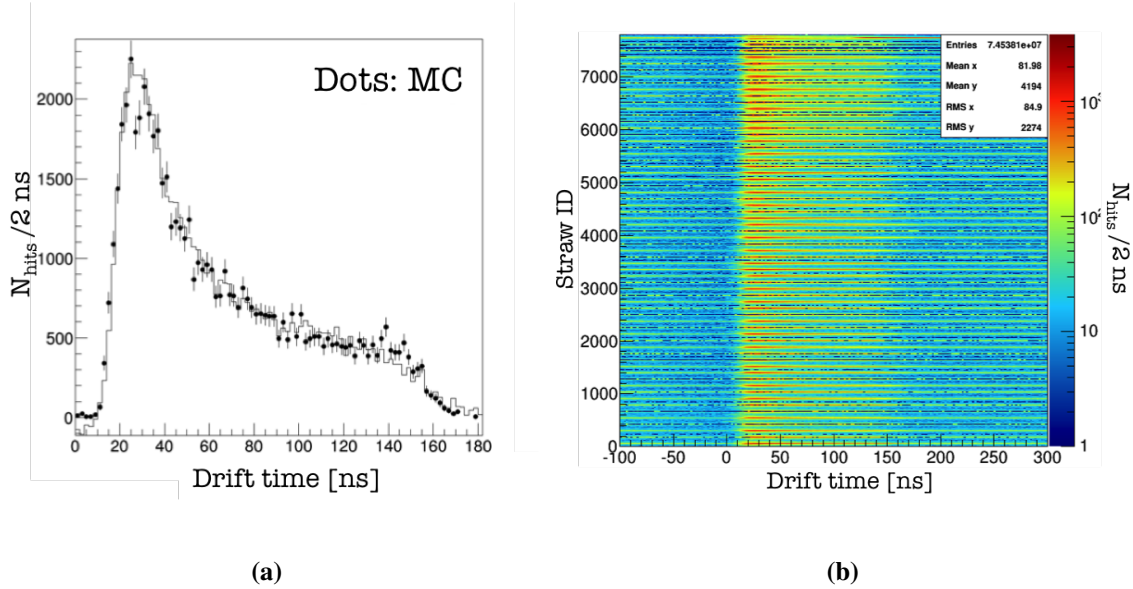 Dots: MC
N_hits/2 ns
2000
1500
1000
500
0
0 20 40 60 80 100 120 140 160 180
Drift time [ns]
(a)
Entries 7.45381e+07
Mean x 81.98
Mean y 4194
RMS x 84.9
RMS y 2274
Straw ID
7000
6000
5000
4000
3000
2000
1000
0
-100 -50 0 50 100 150 200 250 300
Drift time [ns]
10²
10²
10
1
N_hits/2 ns
(b)